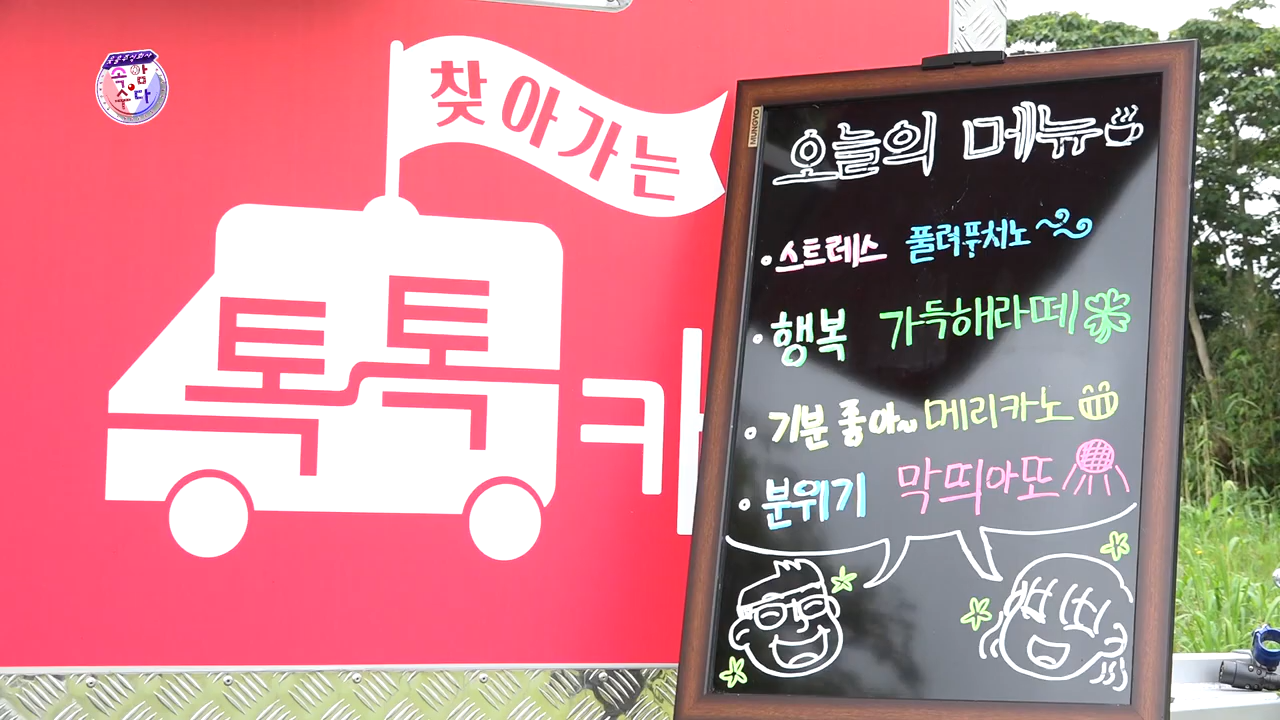 찾아가는
톡톡카
MUNGYO
오늘의 메뉴
스트레스 풀려푸치노
행복 가득해라떼
기분 좋아~메리카노
분위기 막띄아또